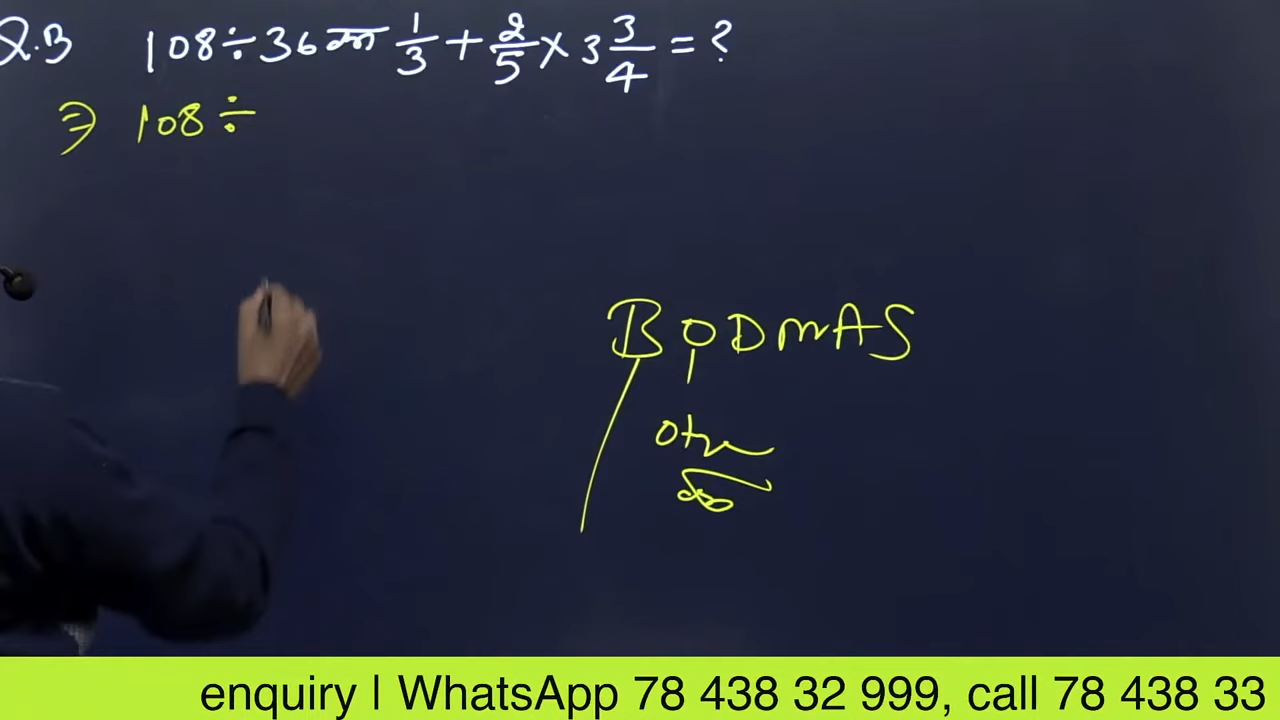 Q.3 108÷36 का 1/3 + 2/5 × 3 3/4 = ?
⇒ 108 ÷
BODMAS
का
enquiry | WhatsApp 78 438 32 999, call 78 438 33